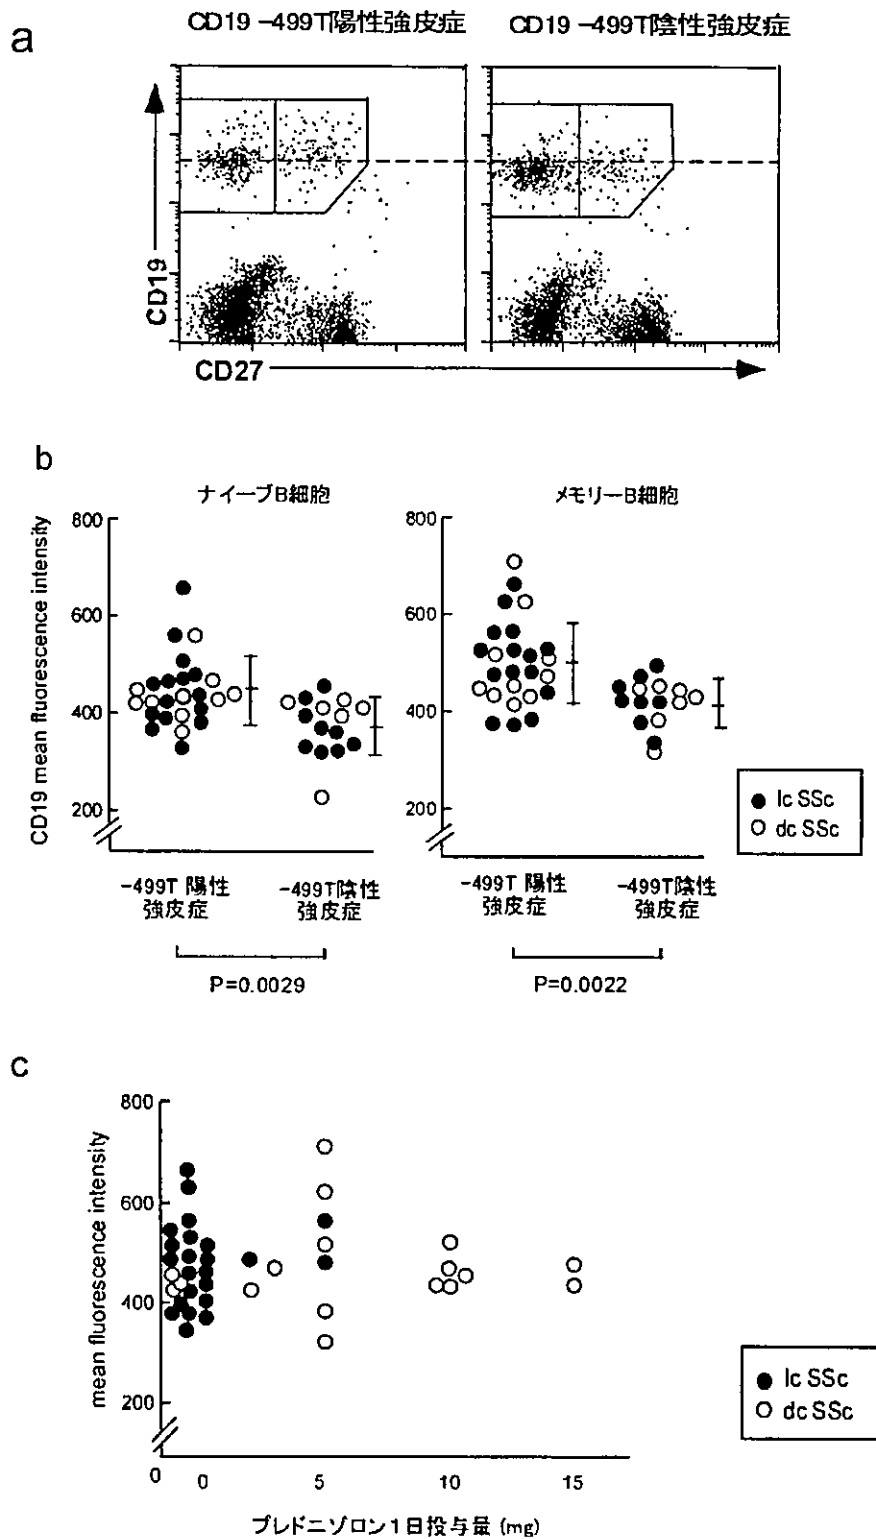 a
CD19 −499T陽性強皮症
CD19 −499T陰性強皮症
CD19
CD27
b
ナイーブB細胞
メモリーB細胞
CD19 mean fluorescence intensity
800
600
400
200
800
600
400
200
−499T 陽性
強皮症
−499T陰性
強皮症
−499T 陽性
強皮症
−499T陰性
強皮症
P=0.0029
P=0.0022
lc SSc
dc SSc
c
mean fluorescence intensity
800
600
400
200
0
0
5
10
15
プレドニゾロン1日投与量 (mg)
lc SSc
dc SSc